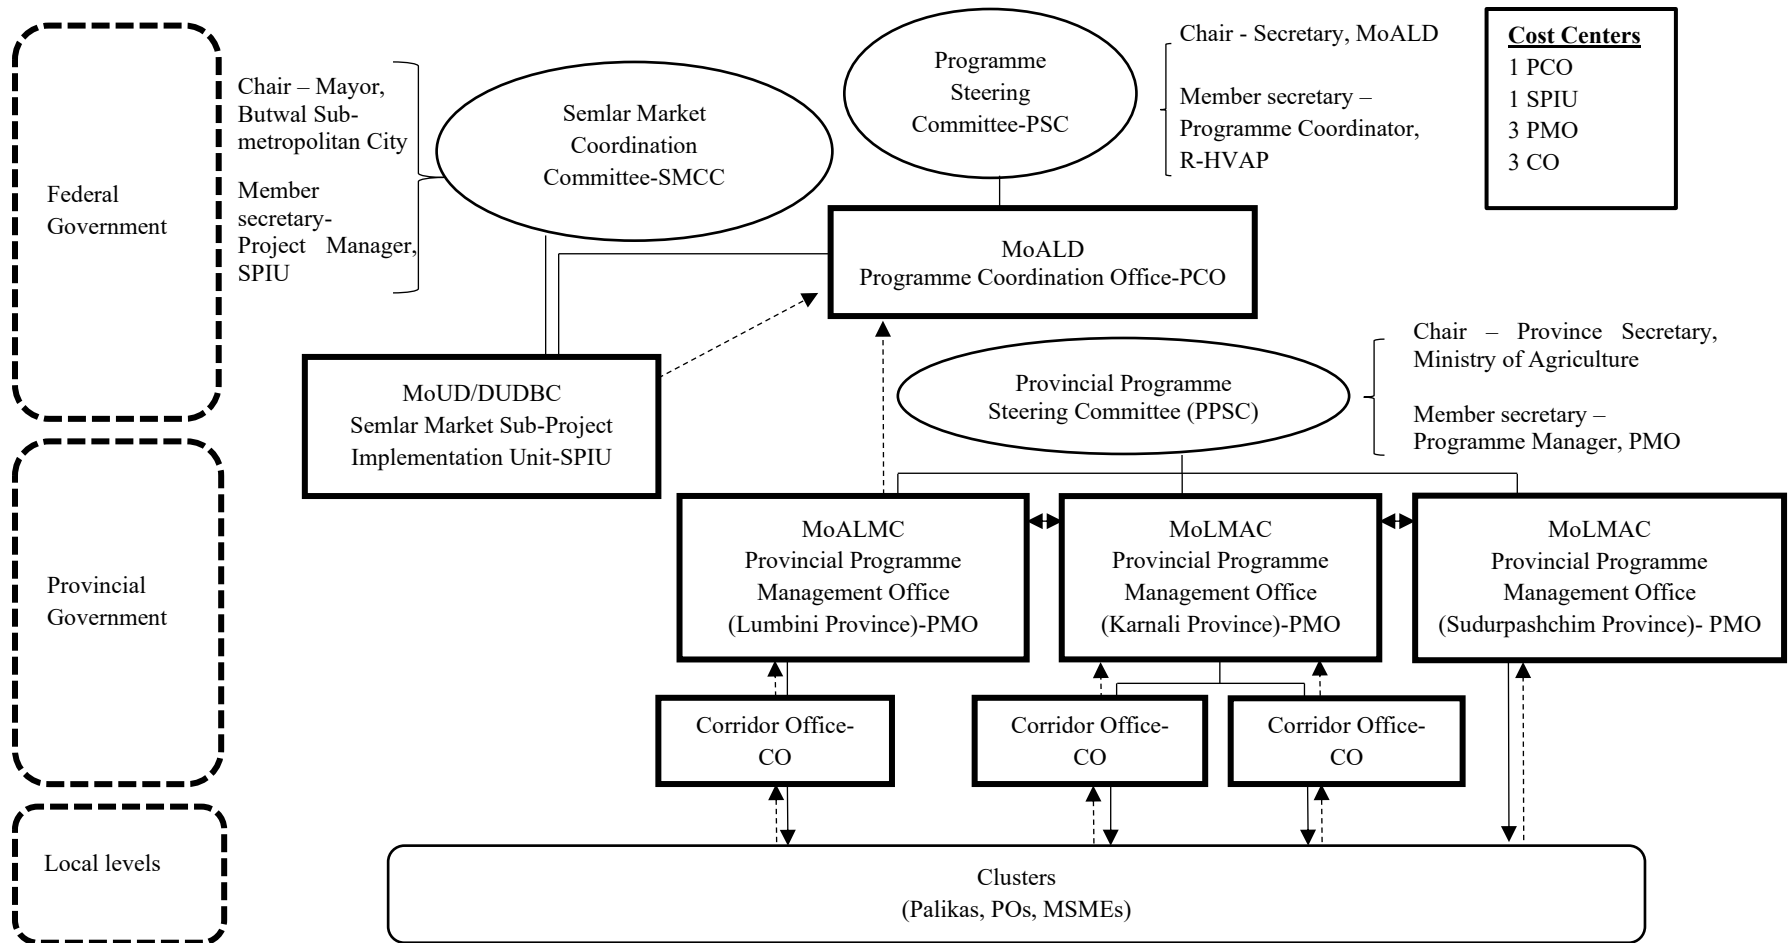 Federal
Government
Provincial
Government
Local levels
Chair – Mayor,
Butwal Sub-
metropolitan City
Member
secretary-
Project Manager,
SPIU
Semlar Market
Coordination
Committee-SMCC
Programme
Steering
Committee-PSC
Chair - Secretary, MoALD
Member secretary –
Programme Coordinator,
R-HVAP
Cost Centers
1 PCO
1 SPIU
3 PMO
3 CO
MoALD
Programme Coordination Office-PCO
MoUD/DUDBC
Semlar Market Sub-Project
Implementation Unit-SPIU
Provincial Programme
Steering Committee (PPSC)
Chair – Province Secretary,
Ministry of Agriculture
Member secretary –
Programme Manager, PMO
MoALMC
Provincial Programme
Management Office
(Lumbini Province)-PMO
MoLMAC
Provincial Programme
Management Office
(Karnali Province)-PMO
MoLMAC
Provincial Programme
Management Office
(Sudurpashchim Province)- PMO
Corridor Office-
CO
Corridor Office-
CO
Corridor Office-
CO
Clusters
(Palikas, POs, MSMEs)